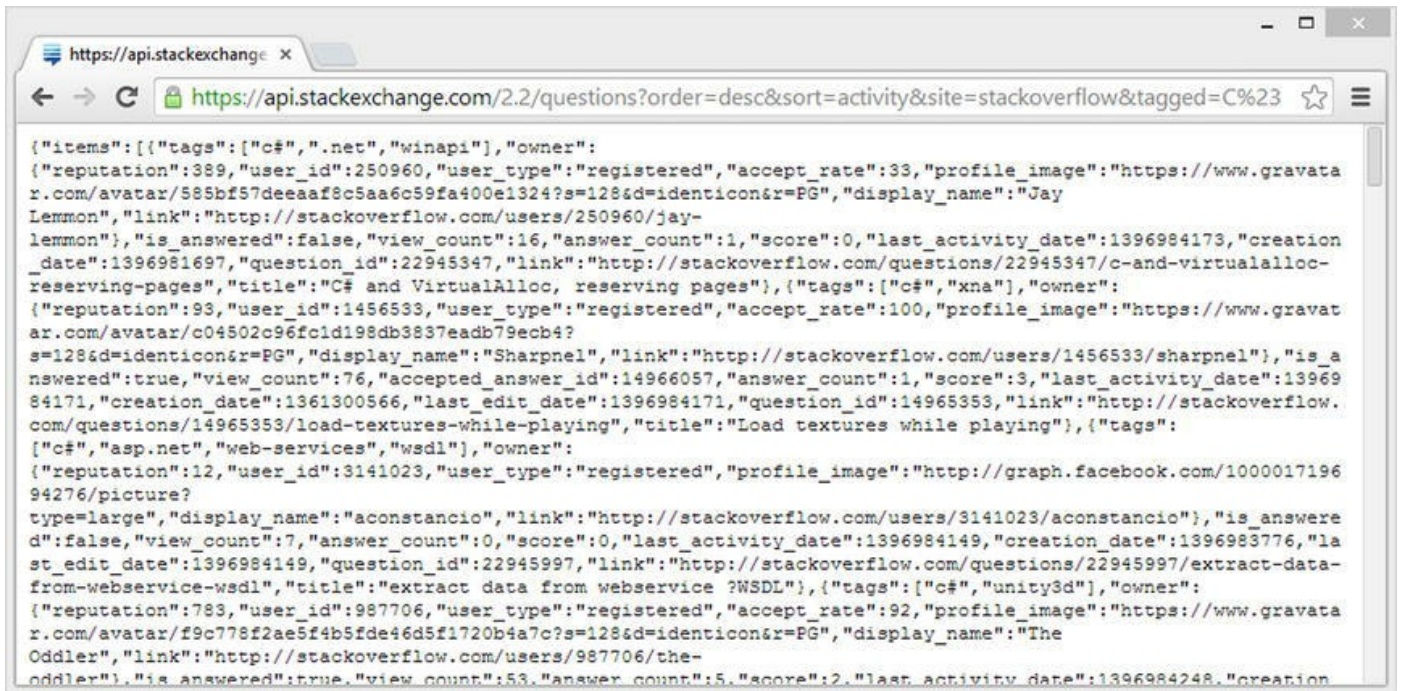 https://api.stackexchange
https://api.stackexchange.com/2.2/questions?order=desc&sort=activity&site=stackoverflow&tagged=C%23
{"items":[{"tags":["c#",".net","winapi"],"owner":
{"reputation":389,"user_id":250960,"user_type":"registered","accept_rate":33,"profile_image":"https://www.gravata
r.com/avatar/585bf57deeaaf8c5aa6c59fa400e1324?s=128&d=identicon&r=PG","display_name":"Jay
Lemmon","link":"http://stackoverflow.com/users/250960/jay-
lemmon"},"is_answered":false,"view_count":16,"answer_count":1,"score":0,"last_activity_date":1396984173,"creation
_date":1396981697,"question_id":22945347,"link":"http://stackoverflow.com/questions/22945347/c-and-virtualalloc-
reserving-pages","title":"C# and VirtualAlloc, reserving pages"},{"tags":["c#","xna"],"owner":
{"reputation":93,"user_id":1456533,"user_type":"registered","accept_rate":100,"profile_image":"https://www.gravat
ar.com/avatar/c04502c96fc1d198db3837eadb79ecb4?
s=128&d=identicon&r=PG","display_name":"Sharpnel","link":"http://stackoverflow.com/users/1456533/sharpnel"},"is_a
nswered":true,"view_count":76,"accepted_answer_id":14966057,"answer_count":1,"score":3,"last_activity_date":13969
84171,"creation_date":1361300566,"last_edit_date":1396984171,"question_id":14965353,"link":"http://stackoverflow.
com/questions/14965353/load-textures-while-playing","title":"Load textures while playing"},{"tags":
["c#","asp.net","web-services","wsdl"],"owner":
{"reputation":12,"user_id":3141023,"user_type":"registered","profile_image":"http://graph.facebook.com/1000017196
94276/picture?
type=large","display_name":"aconstancio","link":"http://stackoverflow.com/users/3141023/aconstancio"},"is_answere
d":false,"view_count":7,"answer_count":0,"score":0,"last_activity_date":1396984149,"creation_date":1396983776,"la
st_edit_date":1396984149,"question_id":22945997,"link":"http://stackoverflow.com/questions/22945997/extract-data-
from-webservice-wsdl","title":"extract data from webservice ?WSDL"},{"tags":["c#","unity3d"],"owner":
{"reputation":783,"user_id":987706,"user_type":"registered","accept_rate":92,"profile_image":"https://www.gravata
r.com/avatar/f9c778f2ae5f4b5fde46d5f1720b4a7c?s=128&d=identicon&r=PG","display_name":"The
Oddler","link":"http://stackoverflow.com/users/987706/the-
oddler"},"is_answered":true,"view_count":53,"answer_count":5,"score":2,"last_activity_date":1396984248,"creation